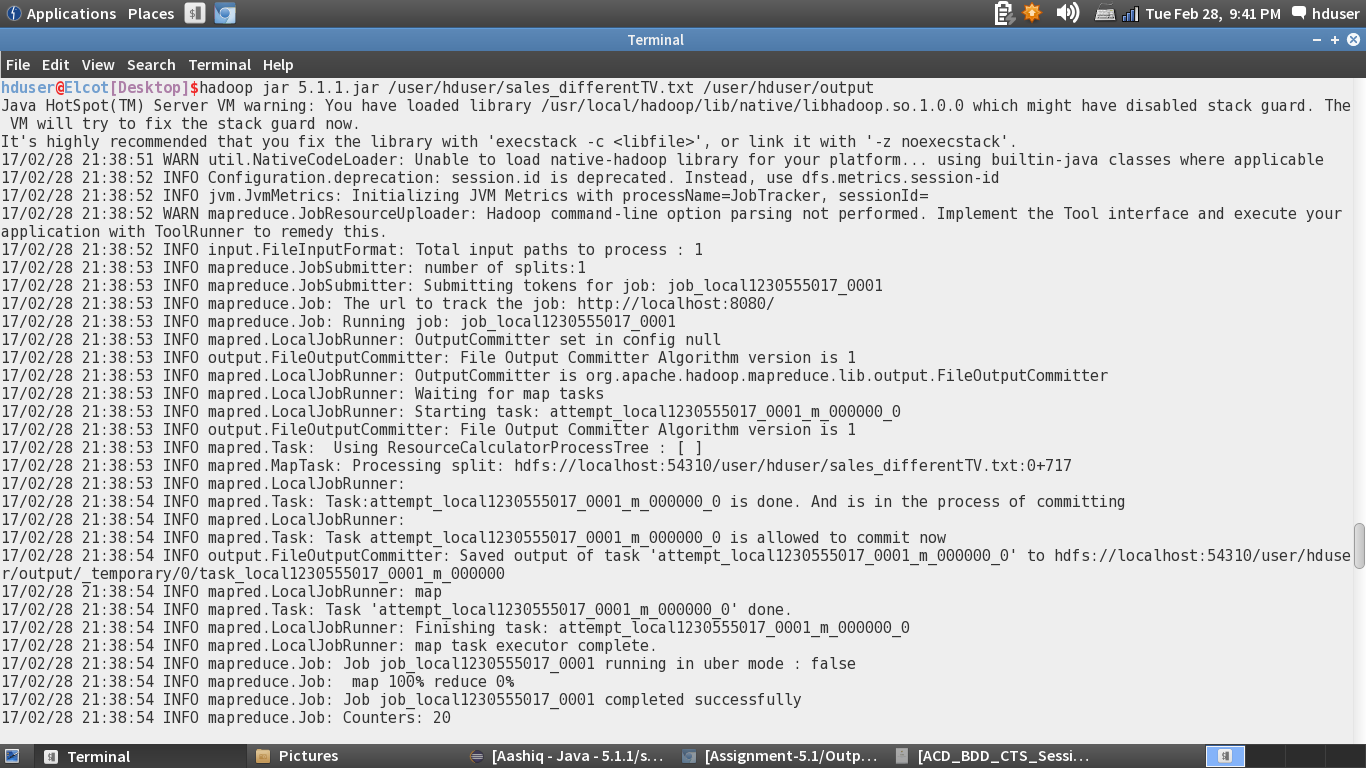 Applications Places Tue Feb 28, 9:41 PM hduser
Terminal
File Edit View Search Terminal Help
hduser@Elcot[Desktop]$hadoop jar 5.1.1.jar /user/hduser/sales_differentTV.txt /user/hduser/output
Java HotSpot(TM) Server VM warning: You have loaded library /usr/local/hadoop/lib/native/libhadoop.so.1.0.0 which might have disabled stack guard. The
VM will try to fix the stack guard now.
It's highly recommended that you fix the library with 'execstack -c <libfile>', or link it with '-z noexecstack'.
17/02/28 21:38:51 WARN util.NativeCodeLoader: Unable to load native-hadoop library for your platform... using builtin-java classes where applicable
17/02/28 21:38:52 INFO Configuration.deprecation: session.id is deprecated. Instead, use dfs.metrics.session-id
17/02/28 21:38:52 INFO jvm.JvmMetrics: Initializing JVM Metrics with processName=JobTracker, sessionId=
17/02/28 21:38:52 WARN mapreduce.JobResourceUploader: Hadoop command-line option parsing not performed. Implement the Tool interface and execute your
application with ToolRunner to remedy this.
17/02/28 21:38:52 INFO input.FileInputFormat: Total input paths to process : 1
17/02/28 21:38:53 INFO mapreduce.JobSubmitter: number of splits:1
17/02/28 21:38:53 INFO mapreduce.JobSubmitter: Submitting tokens for job: job_local1230555017_0001
17/02/28 21:38:53 INFO mapreduce.Job: The url to track the job: http://localhost:8080/
17/02/28 21:38:53 INFO mapreduce.Job: Running job: job_local1230555017_0001
17/02/28 21:38:53 INFO mapred.LocalJobRunner: OutputCommitter set in config null
17/02/28 21:38:53 INFO output.FileOutputCommitter: File Output Committer Algorithm version is 1
17/02/28 21:38:53 INFO mapred.LocalJobRunner: OutputCommitter is org.apache.hadoop.mapreduce.lib.output.FileOutputCommitter
17/02/28 21:38:53 INFO mapred.LocalJobRunner: Waiting for map tasks
17/02/28 21:38:53 INFO mapred.LocalJobRunner: Starting task: attempt_local1230555017_0001_m_000000_0
17/02/28 21:38:53 INFO output.FileOutputCommitter: File Output Committer Algorithm version is 1
17/02/28 21:38:53 INFO mapred.Task:  Using ResourceCalculatorProcessTree : [ ]
17/02/28 21:38:53 INFO mapred.MapTask: Processing split: hdfs://localhost:54310/user/hduser/sales_differentTV.txt:0+717
17/02/28 21:38:53 INFO mapred.LocalJobRunner:
17/02/28 21:38:54 INFO mapred.Task: Task:attempt_local1230555017_0001_m_000000_0 is done. And is in the process of committing
17/02/28 21:38:54 INFO mapred.LocalJobRunner:
17/02/28 21:38:54 INFO mapred.Task: Task attempt_local1230555017_0001_m_000000_0 is allowed to commit now
17/02/28 21:38:54 INFO output.FileOutputCommitter: Saved output of task 'attempt_local1230555017_0001_m_000000_0' to hdfs://localhost:54310/user/hduse
r/output/_temporary/0/task_local1230555017_0001_m_000000
17/02/28 21:38:54 INFO mapred.LocalJobRunner: map
17/02/28 21:38:54 INFO mapred.Task: Task 'attempt_local1230555017_0001_m_000000_0' done.
17/02/28 21:38:54 INFO mapred.LocalJobRunner: Finishing task: attempt_local1230555017_0001_m_000000_0
17/02/28 21:38:54 INFO mapred.LocalJobRunner: map task executor complete.
17/02/28 21:38:54 INFO mapreduce.Job: Job job_local1230555017_0001 running in uber mode : false
17/02/28 21:38:54 INFO mapreduce.Job:  map 100% reduce 0%
17/02/28 21:38:54 INFO mapreduce.Job: Job job_local1230555017_0001 completed successfully
17/02/28 21:38:54 INFO mapreduce.Job: Counters: 20
Terminal Pictures [Aashiq - Java - 5.1.1/s... [Assignment-5.1/Outp... [ACD_BDD_CTS_Sessi...